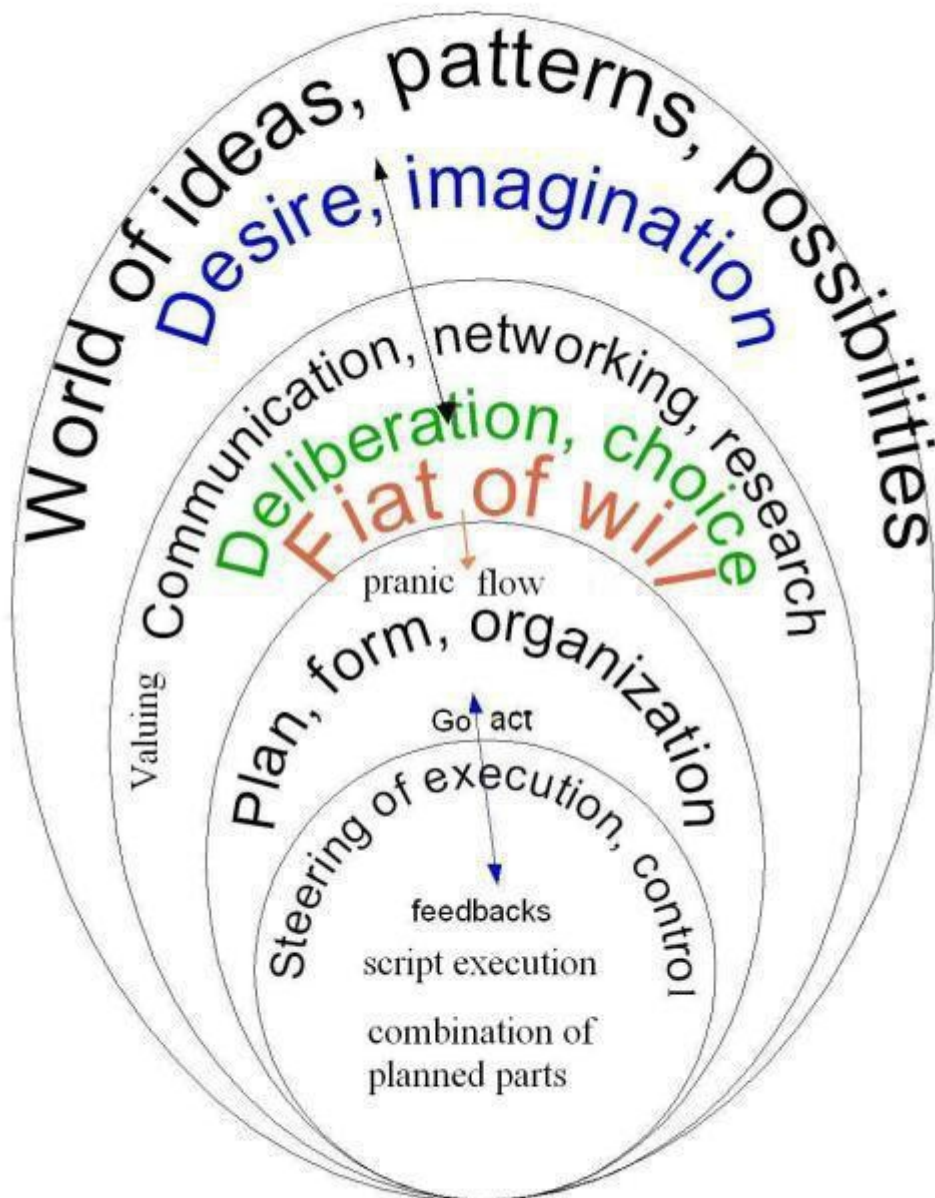 World of ideas, patterns, possibilities
Desire, imagination
Communication, networking, research
Deliberation, choice
Fiat of will
pranic flow
Plan, form, organization
Valuing
Go act
Steering of execution, control
feedbacks
script execution
combination of
planned parts